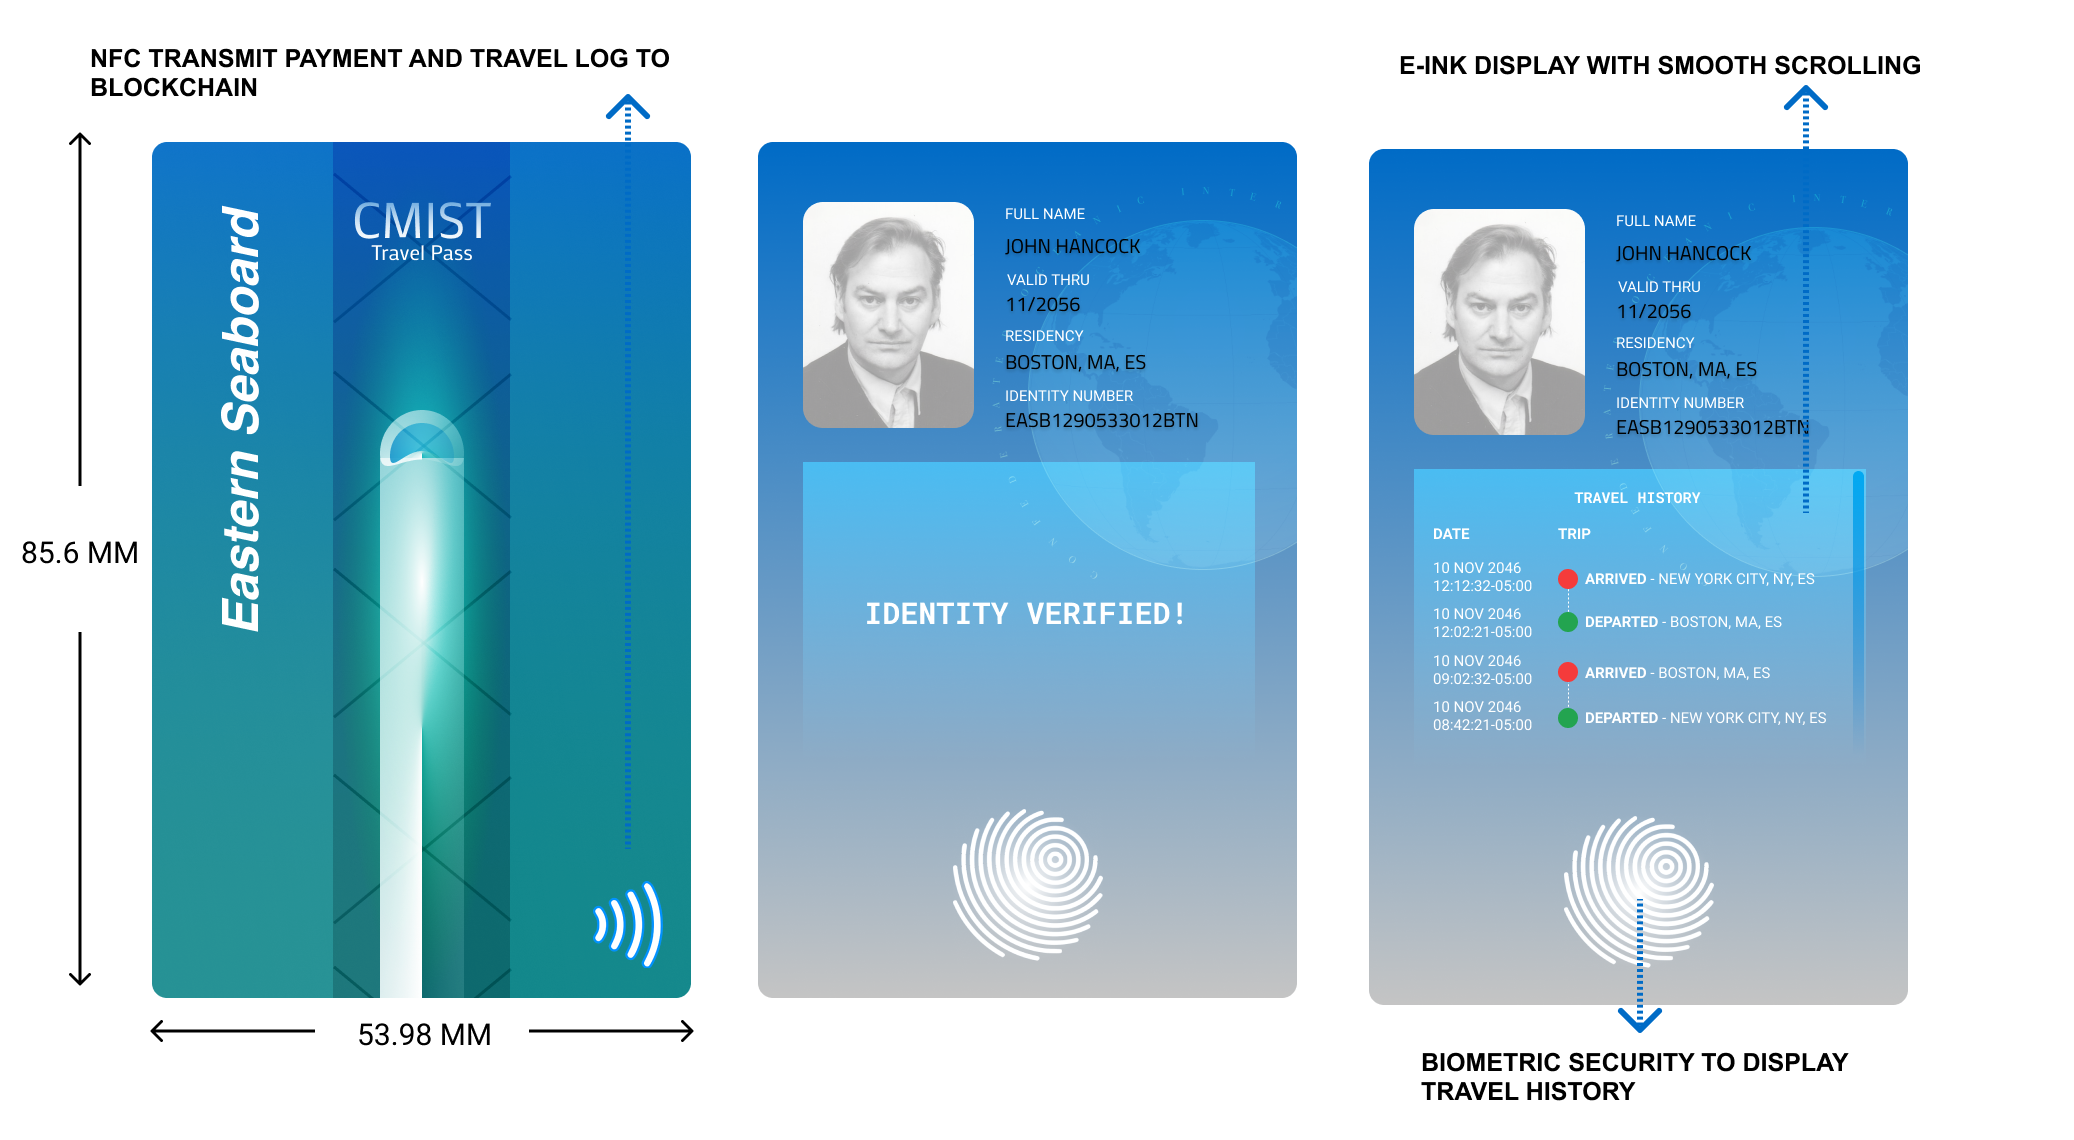 NFC TRANSMIT PAYMENT AND TRAVEL LOG TO
BLOCKCHAIN
85.6 MM
53.98 MM
Eastern Seaboard
CMIST
Travel Pass
FULL NAME
JOHN HANCOCK
VALID THRU
11/2056
RESIDENCY
BOSTON, MA, ES
IDENTITY NUMBER
EASB1290533012BTN
IDENTITY VERIFIED!
E-INK DISPLAY WITH SMOOTH SCROLLING
FULL NAME
JOHN HANCOCK
VALID THRU
11/2056
RESIDENCY
BOSTON, MA, ES
IDENTITY NUMBER
EASB1290533012BTN
TRAVEL HISTORY
DATE TRIP
10 NOV 2046
12:12:32-05:00
ARRIVED - NEW YORK CITY, NY, ES
10 NOV 2046
12:02:21-05:00
DEPARTED - BOSTON, MA, ES
10 NOV 2046
09:02:32-05:00
ARRIVED - BOSTON, MA, ES
10 NOV 2046
08:42:21-05:00
DEPARTED - NEW YORK CITY, NY, ES
BIOMETRIC SECURITY TO DISPLAY
TRAVEL HISTORY